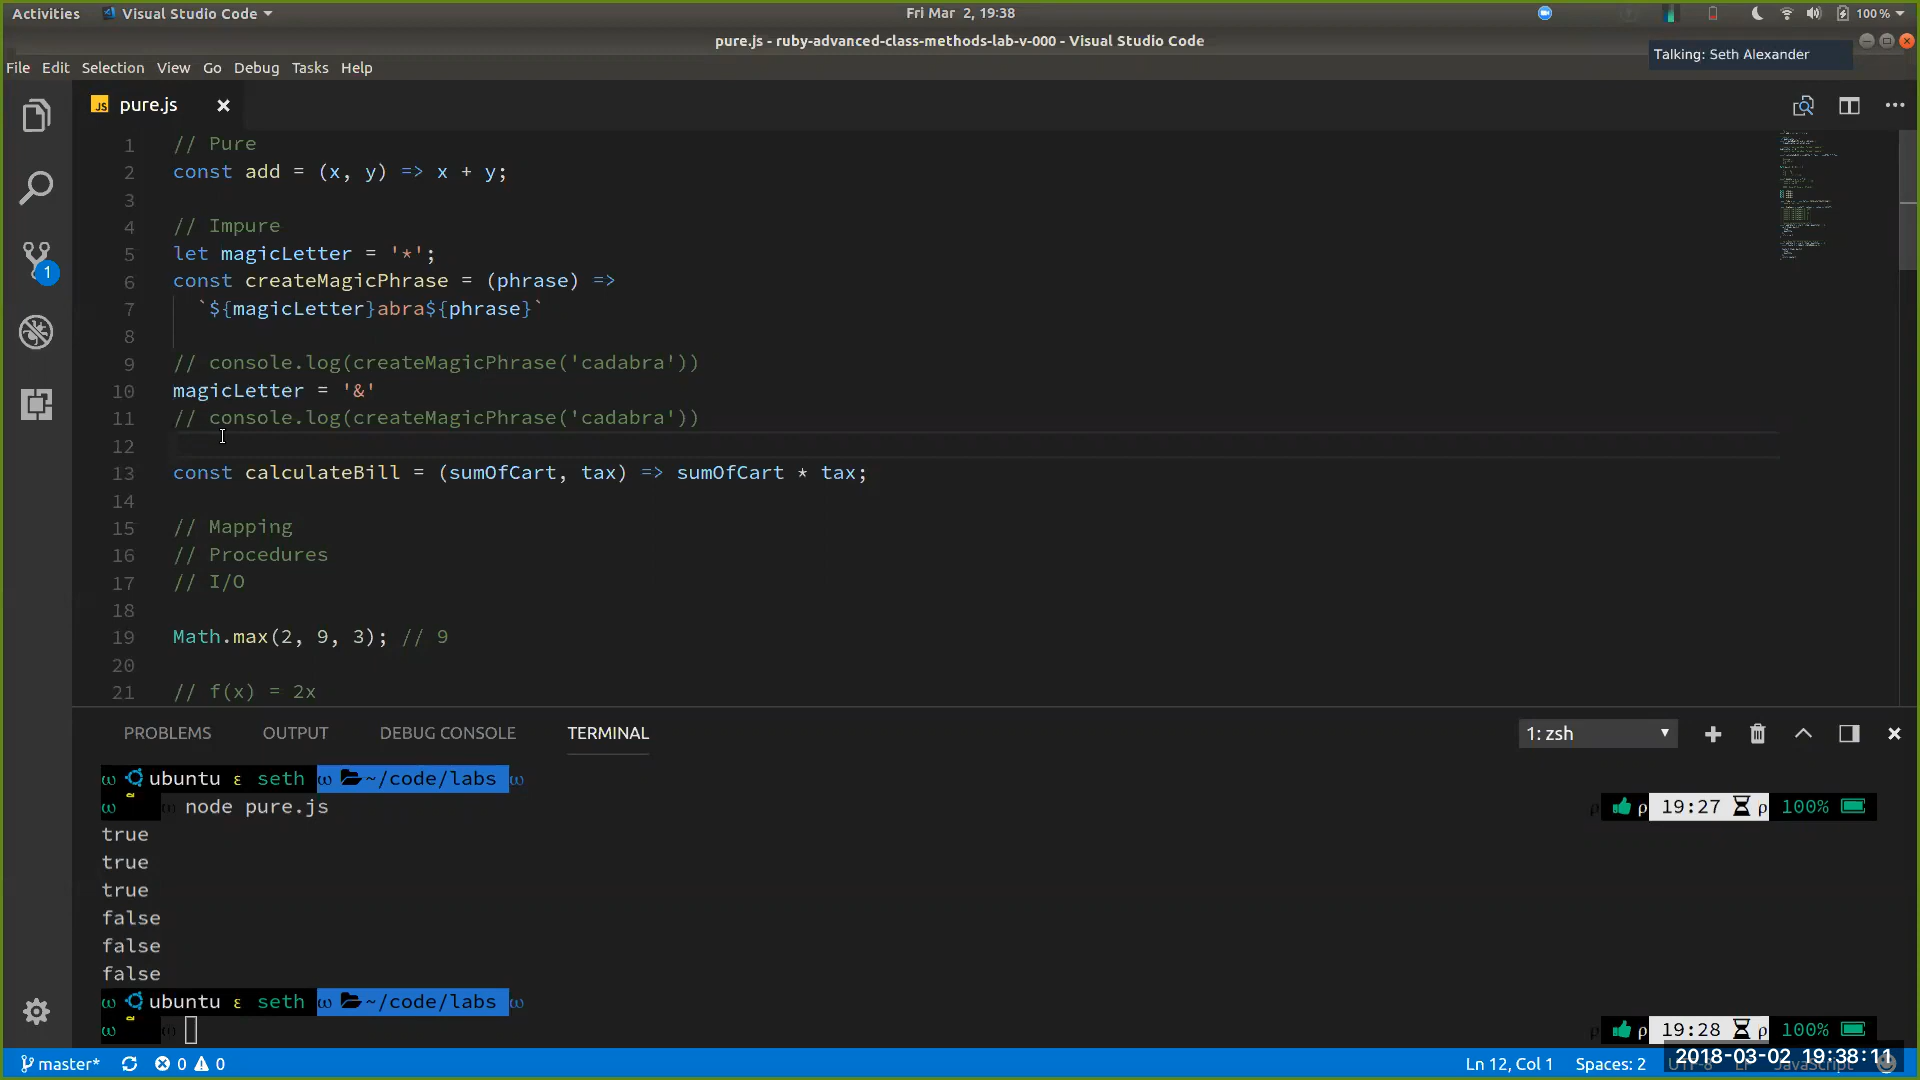 Activities Visual Studio Code Fri Mar 2, 19:38 100 %
pure.js - ruby-advanced-class-methods-lab-v-000 - Visual Studio Code
Talking: Seth Alexander
File Edit Selection View Go Debug Tasks Help
JS pure.js
1 // Pure
2 const add = (x, y) => x + y;
3
4 // Impure
5 let magicLetter = '*';
6 const createMagicPhrase = (phrase) =>
7 `${magicLetter}abra${phrase}`
8
9 // console.log(createMagicPhrase('cadabra'))
10 magicLetter = '&'
11 // console.log(createMagicPhrase('cadabra'))
12
13 const calculateBill = (sumOfCart, tax) => sumOfCart * tax;
14
15 // Mapping
16 // Procedures
17 // I/O
18
19 Math.max(2, 9, 3); // 9
20
21 // f(x) = 2x
1
PROBLEMS OUTPUT DEBUG CONSOLE TERMINAL 1: zsh
ω ubuntu ε seth ω ~/code/labs ω
ω ~ node pure.js ρ 19:27 ρ 100%
true
true
true
false
false
false
ω ubuntu ε seth ω ~/code/labs ω
ω ~ ρ 19:28 ρ 100%
master* 0 0 Ln 12, Col 1 Spaces: 2 UTF-8 LF JavaScript
2018-03-02 19:38:11